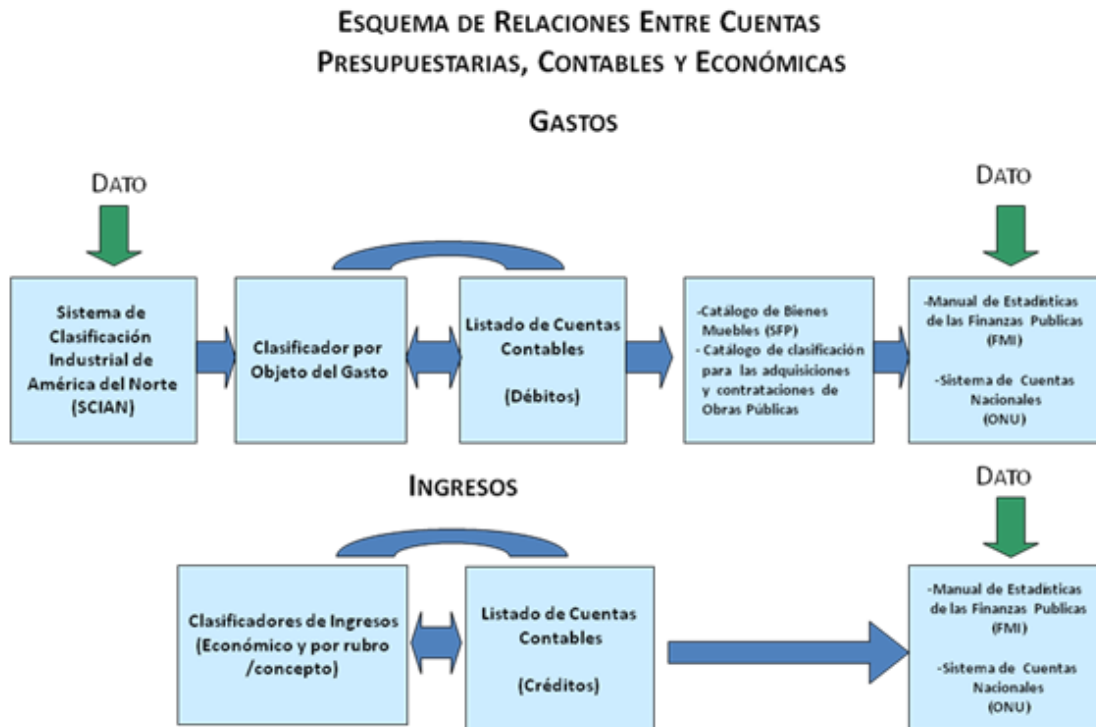 ESQUEMA DE RELACIONES ENTRE CUENTAS
PRESUPUESTARIAS, CONTABLES Y ECONÓMICAS
GASTOS
DATO
DATO
Sistema de
Clasificación
Industrial de
América del Norte
(SCIAN)
Clasificador por
Objeto del Gasto
Listado de Cuentas
Contables
(Débitos)
-Catálogo de Bienes
Muebles (SFP)
- Catálogo de clasificación
para las adquisiciones
y contrataciones de
Obras Públicas
-Manual de Estadísticas
de las Finanzas Publicas
(FMI)
-Sistema de Cuentas
Nacionales
(ONU)
INGRESOS
DATO
Clasificadores de Ingresos
(Económico y por rubro
/concepto)
Listado de Cuentas
Contables
(Créditos)
-Manual de Estadísticas
de las Finanzas Publicas
(FMI)
-Sistema de Cuentas
Nacionales
(ONU)